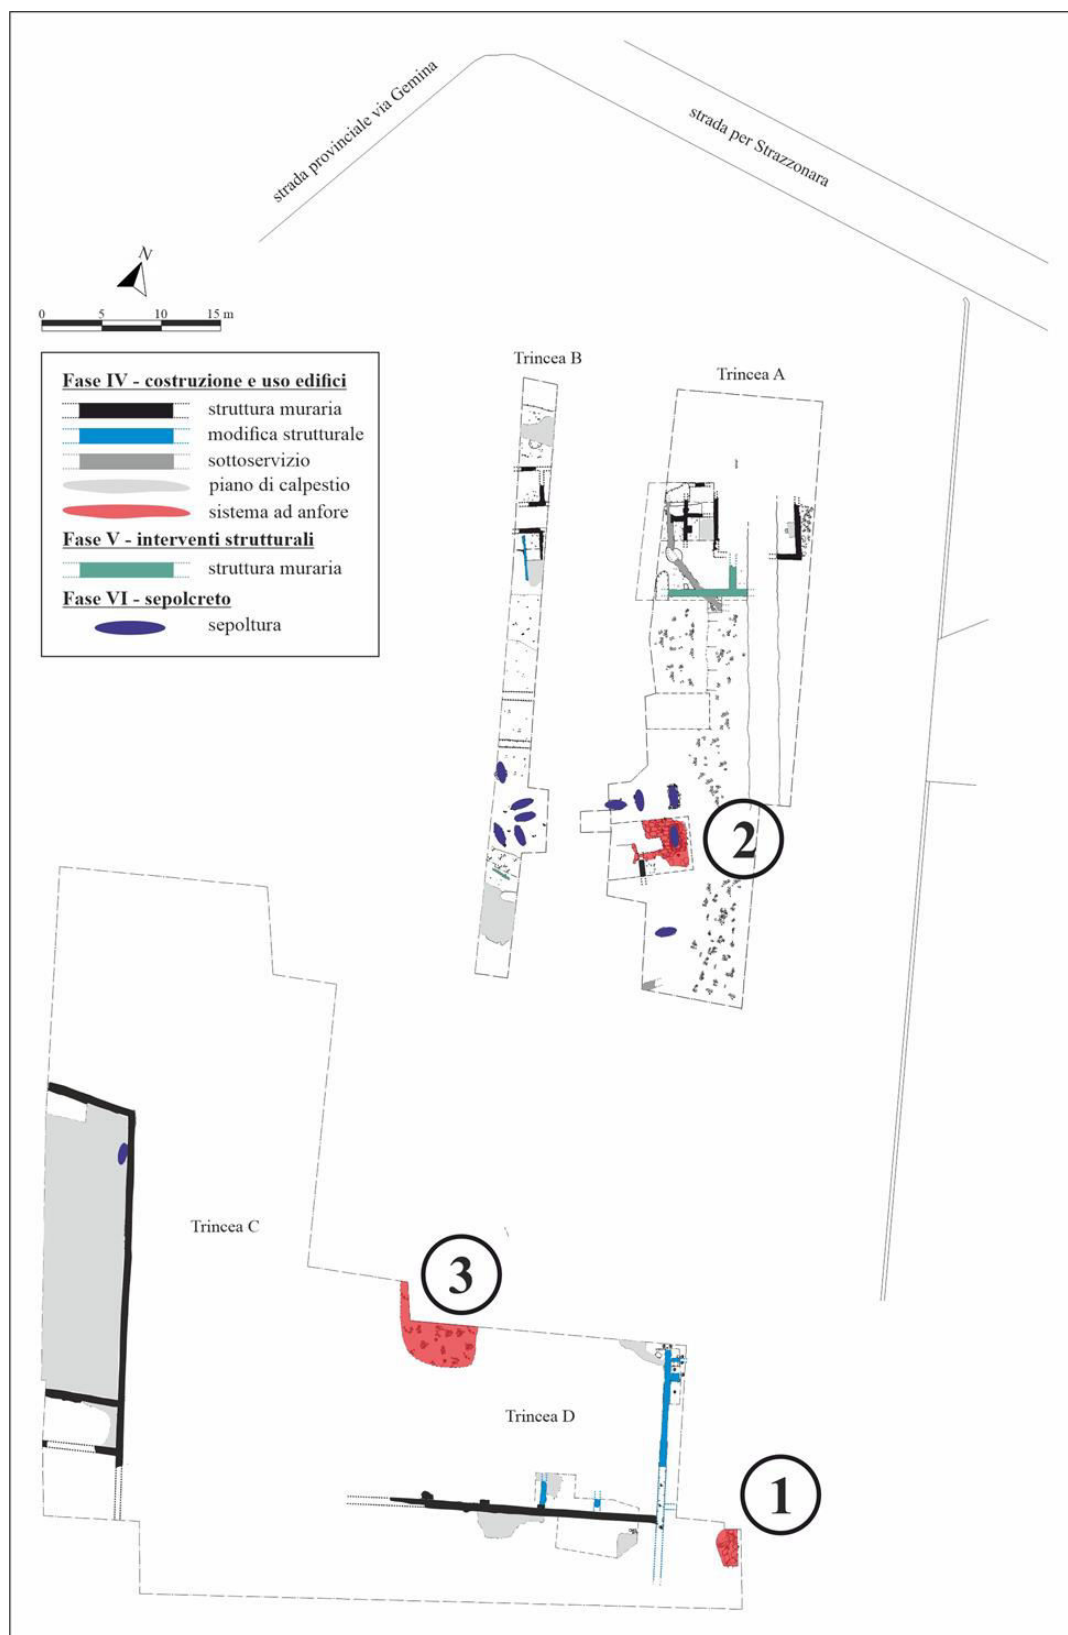 strada provinciale via Gemina
strada per Strazzonara
N
0 5 10 15 m
Fase IV - costruzione e uso edifici
struttura muraria
modifica strutturale
sottoservizio
piano di calpestio
sistema ad anfore
Fase V - interventi strutturali
struttura muraria
Fase VI - sepolcreto
sepoltura
Trincea B
Trincea A
2
Trincea C
3
Trincea D
1